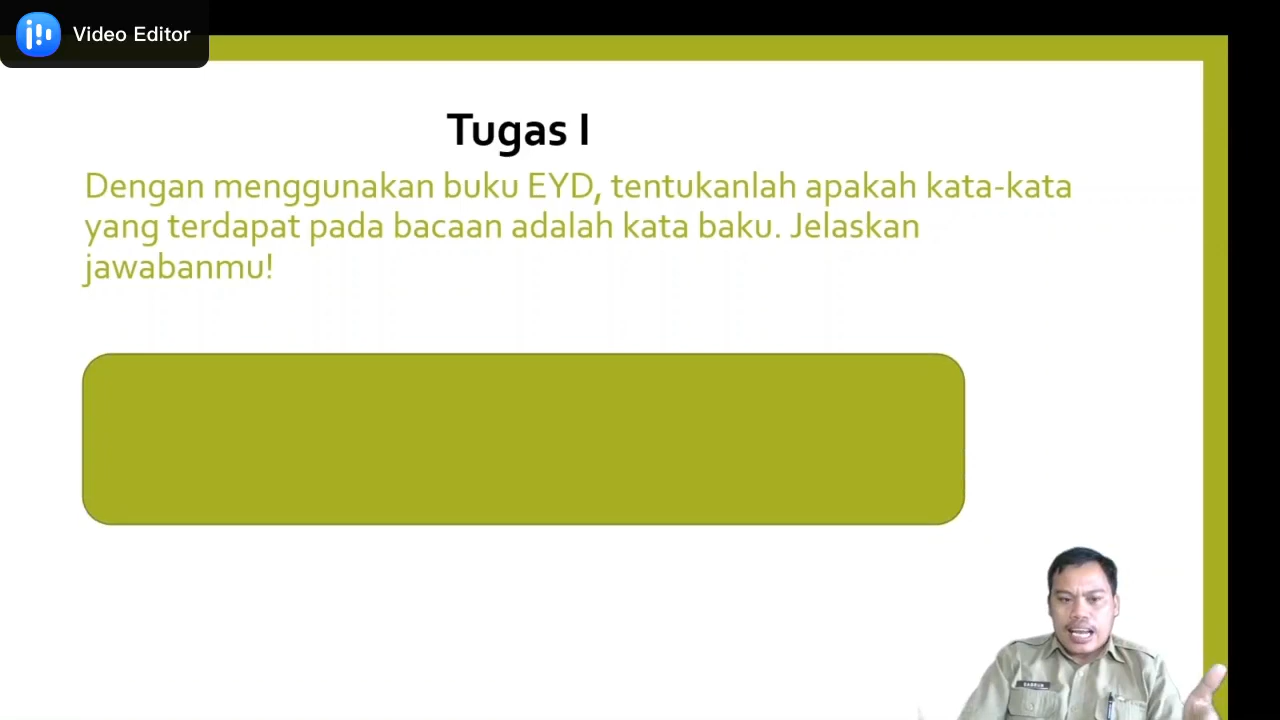 Video Editor
Tugas I
Dengan menggunakan buku EYD, tentukanlah apakah kata-kata
yang terdapat pada bacaan adalah kata baku. Jelaskan
jawabanmu!